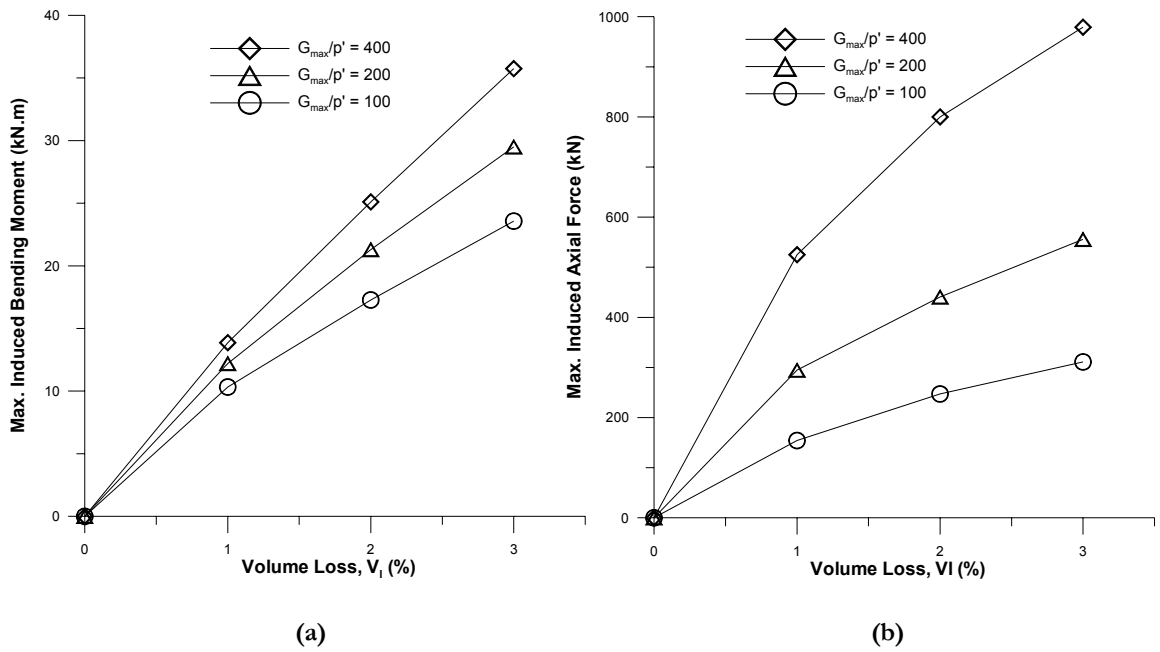 40
30
20
10
0
Max. Induced Bending Moment (kN.m)
G_max/p' = 400
G_max/p' = 200
G_max/p' = 100
0 1 2 3
Volume Loss, V_l (%)
(a)
1000
800
600
400
200
0
Max. Induced Axial Force (kN)
G_max/p' = 400
G_max/p' = 200
G_max/p' = 100
0 1 2 3
Volume Loss, Vl (%)
(b)